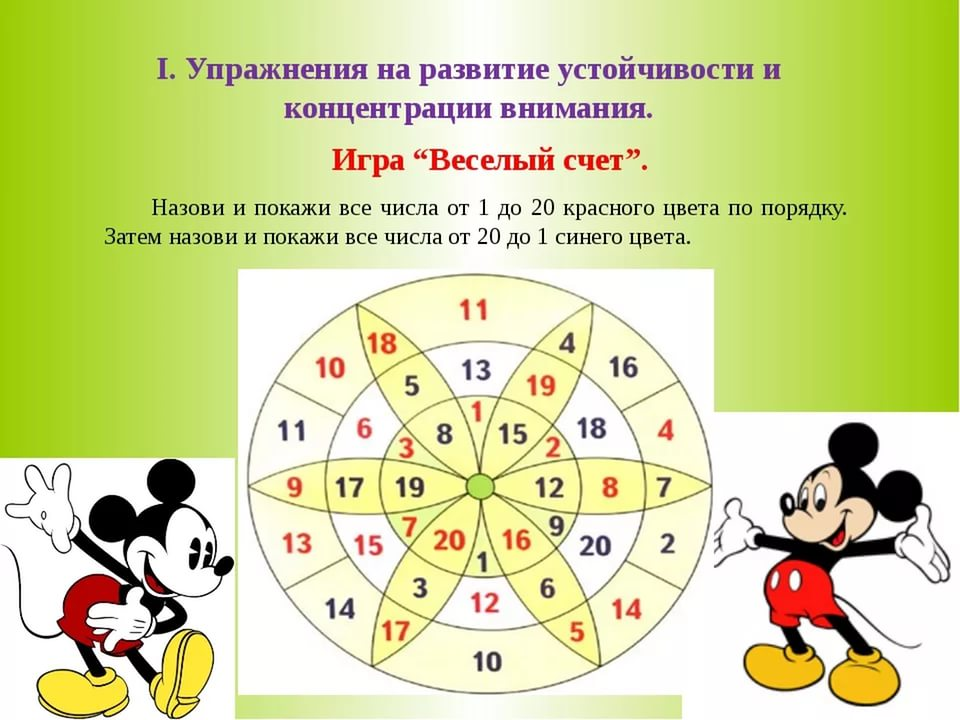 I. Упражнения на развитие устойчивости и
концентрации внимания.
Игра “Веселый счет”.
Назови и покажи все числа от 1 до 20 красного цвета по порядку.
Затем назови и покажи все числа от 20 до 1 синего цвета.
11
18 4
10 13 16
5 19
1
11 6 8 15 18 4
3 2
9 17 19 12 8 7
7 9
13 15 20 16 20 2
1
3 6
14 12 14
17 5
10